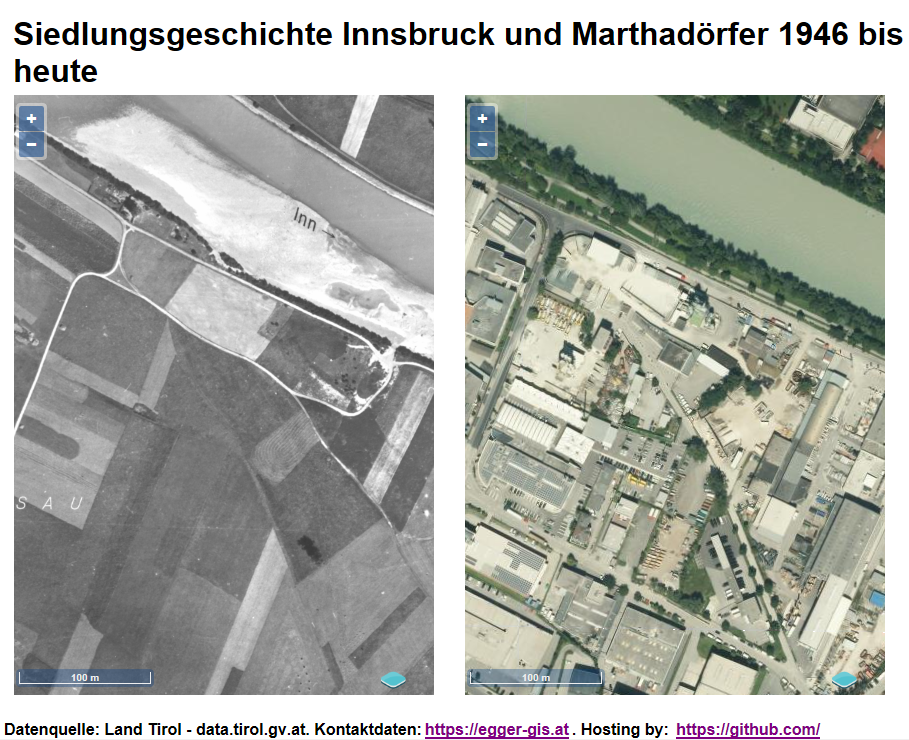 Siedlungsgeschichte Innsbruck und Marthadörfer 1946 bis
heute
+
–
Inn
S A U
100 m
+
–
100 m
Datenquelle: Land Tirol - data.tirol.gv.at. Kontaktdaten: https://egger-gis.at . Hosting by: https://github.com/